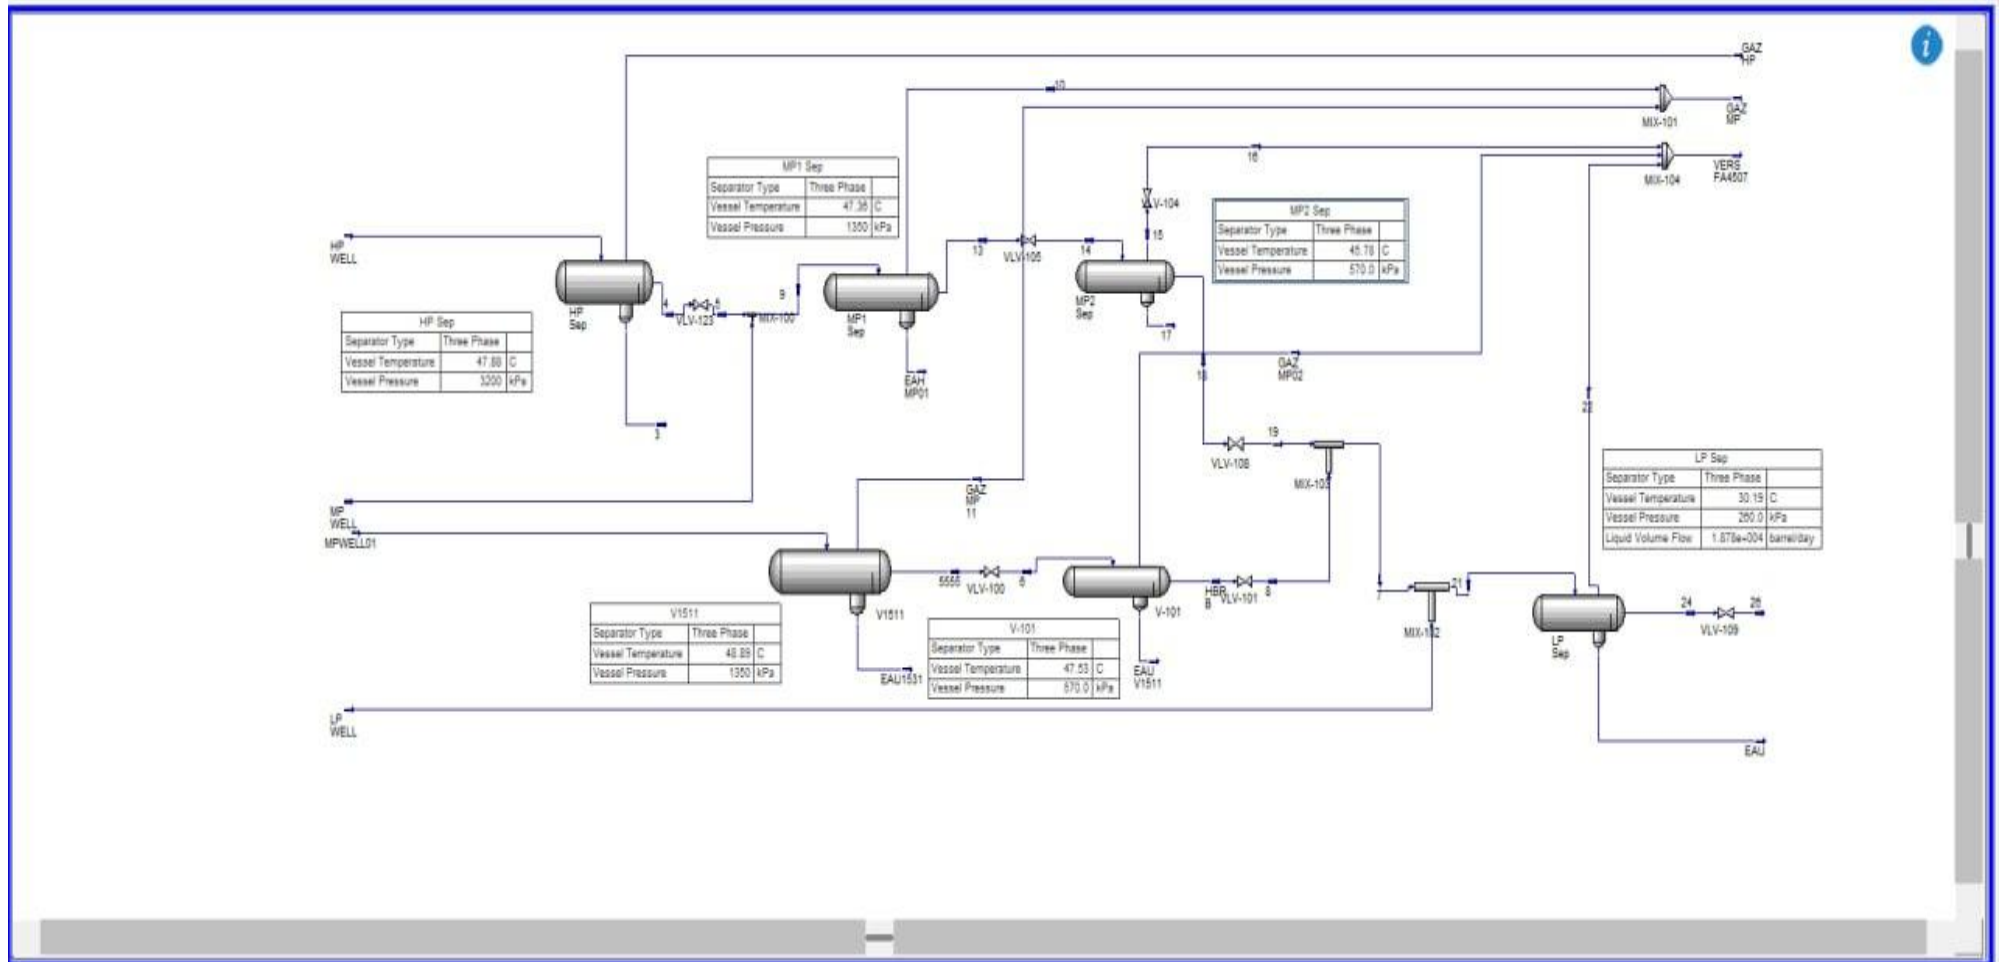 GAZ
HP
10
MIX-101
GAZ
MP
16
MIX-104
VERS
FA4507
MP1 Sep
Separator Type Three Phase
Vessel Temperature 47.36 C
Vessel Pressure 1350 kPa
V-104
15
MP2 Sep
Separator Type Three Phase
Vessel Temperature 45.78 C
Vessel Pressure 570.0 kPa
HP
WELL
13
VLV-105
14
9
HP
Sep
4
VLV-123
MIX-100
MP1
Sep
MP2
Sep
17
HP Sep
Separator Type Three Phase
Vessel Temperature 47.88 C
Vessel Pressure 3200 kPa
EAH
MP01
GAZ
MP02
3
19
VLV-108
MIX-103
LP Sep
Separator Type Three Phase
Vessel Temperature 30.19 C
Vessel Pressure 260.0 kPa
Liquid Volume Flow 1.878e+004 barrel/day
GAZ
MP
11
MP
WELL
MPWELL01
V1511
5555
VLV-100
6
V-101
HBR
B
VLV-101
8
21
MIX-102
24
VLV-109
26
LP
Sep
V1511
Separator Type Three Phase
Vessel Temperature 48.89 C
Vessel Pressure 1350 kPa
V-101
Separator Type Three Phase
Vessel Temperature 47.53 C
Vessel Pressure 570.0 kPa
EAU1531
EAU
V1511
LP
WELL
EAU